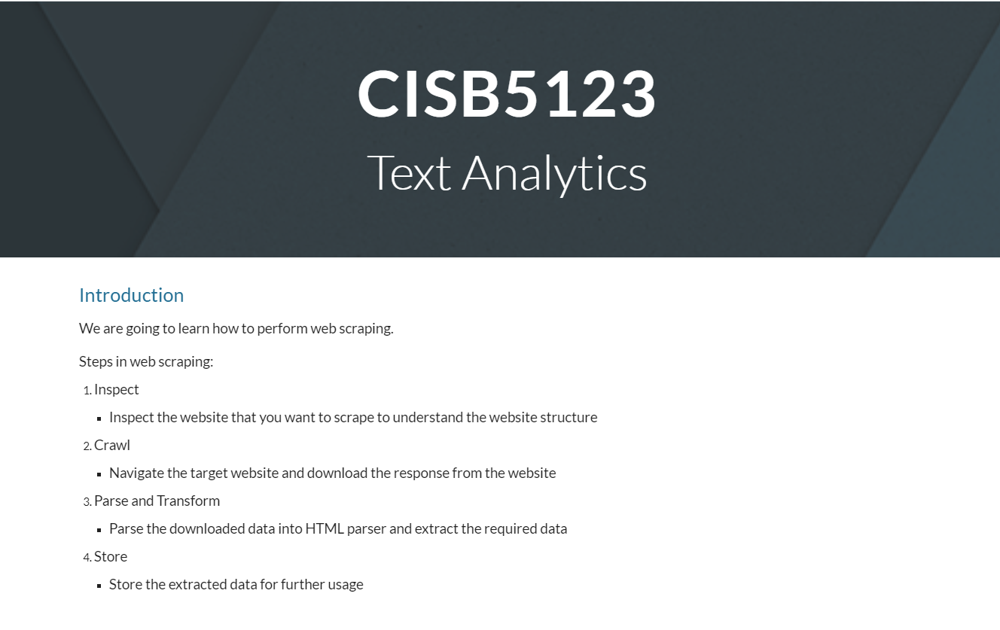 CISB5123
Text Analytics
Introduction
We are going to learn how to perform web scraping.
Steps in web scraping:
1. Inspect
▪ Inspect the website that you want to scrape to understand the website structure
2. Crawl
▪ Navigate the target website and download the response from the website
3. Parse and Transform
▪ Parse the downloaded data into HTML parser and extract the required data
4. Store
▪ Store the extracted data for further usage